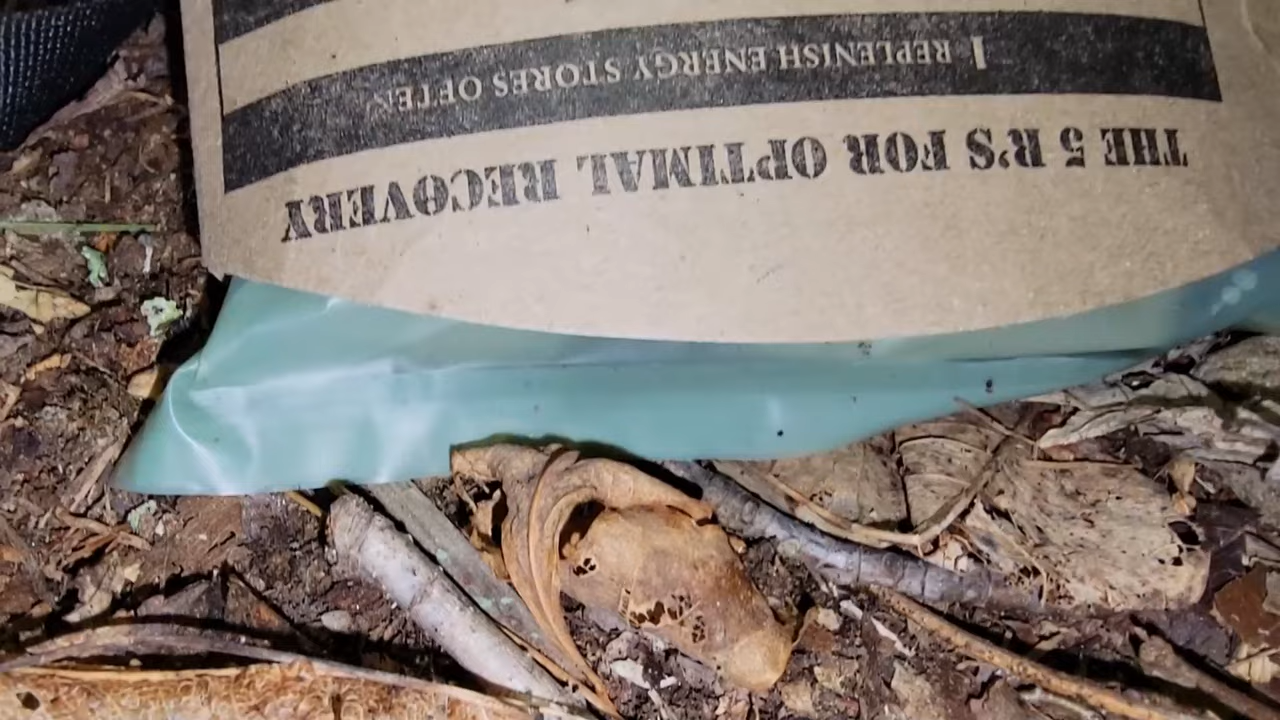 THE 5 R'S FOR OPTIMAL RECOVERY
1 REPLENISH ENERGY STORES OFTEN